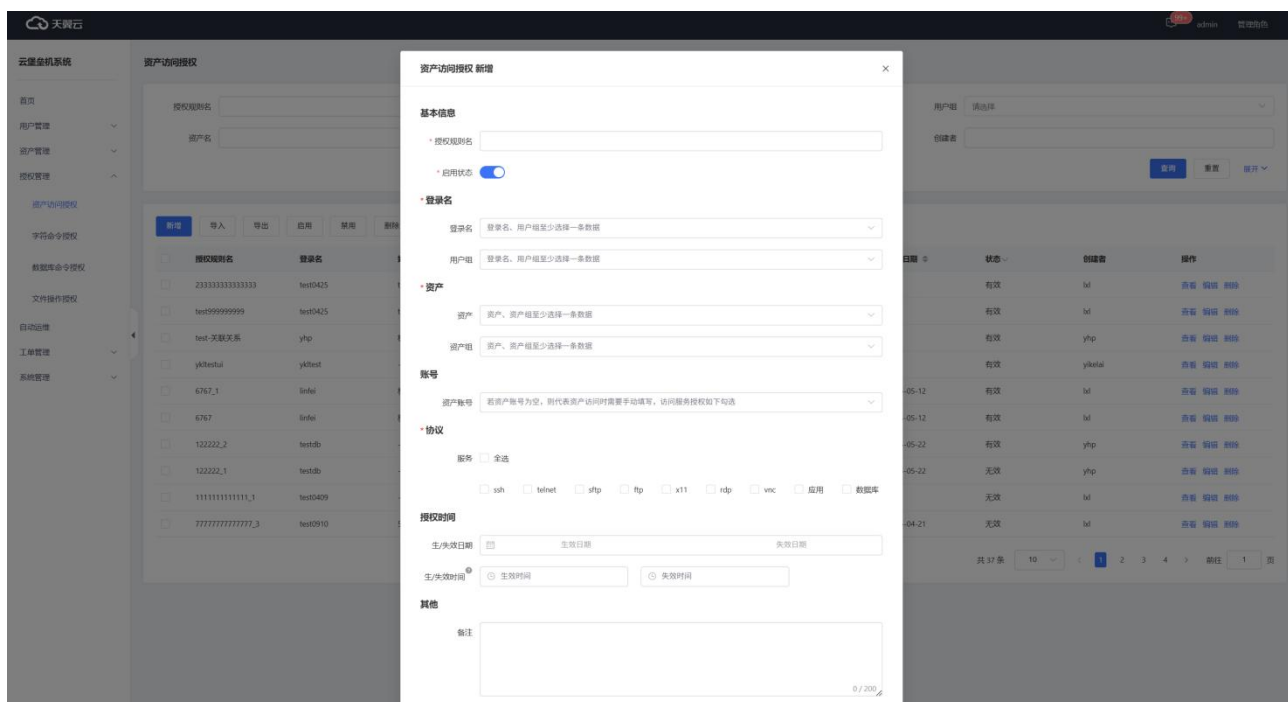 天翼云
99+ admin 管理角色
云堡垒机系统
资产访问授权
首页
用户管理
资产管理
授权管理
资产访问授权
字符命令授权
数据库命令授权
文件操作授权
自动运维
工单管理
系统管理
授权规则名
用户组 请选择
资产名
创建者
查询 重置 展开
新增 导入 导出 启用 禁用 删除
授权规则名 登录名 日期 状态 创建者 操作
233333333333333 test0425 有效 lxl 查看 编辑 删除
test999999999 test0425 有效 lxl 查看 编辑 删除
test-关联关系 yhp 有效 yhp 查看 编辑 删除
ykltestui ykltest 有效 yikelai 查看 编辑 删除
6767_1 linfei -05-12 有效 lxl 查看 编辑 删除
6767 linfei -05-12 有效 lxl 查看 编辑 删除
122222_2 testdb -05-22 有效 yhp 查看 编辑 删除
122222_1 testdb -05-22 无效 yhp 查看 编辑 删除
1111111111111_1 test0409 无效 lxl 查看 编辑 删除
77777777777777_3 test0910 -04-21 无效 lxl 查看 编辑 删除
共 37 条 10 1 2 3 4 前往 1 页
资产访问授权 新增
基本信息
* 授权规则名
* 启用状态
* 登录名
登录名 登录名、用户组至少选择一条数据
用户组 登录名、用户组至少选择一条数据
* 资产
资产 资产、资产组至少选择一条数据
资产组 资产、资产组至少选择一条数据
账号
资产账号 若资产账号为空，则代表资产访问时需要手动填写，访问服务授权如下勾选
* 协议
服务 全选
ssh telnet sftp ftp x11 rdp vnc 应用 数据库
授权时间
生/失效日期 生效日期 失效日期
生/失效时间 生效时间 失效时间
其他
备注
0 / 200